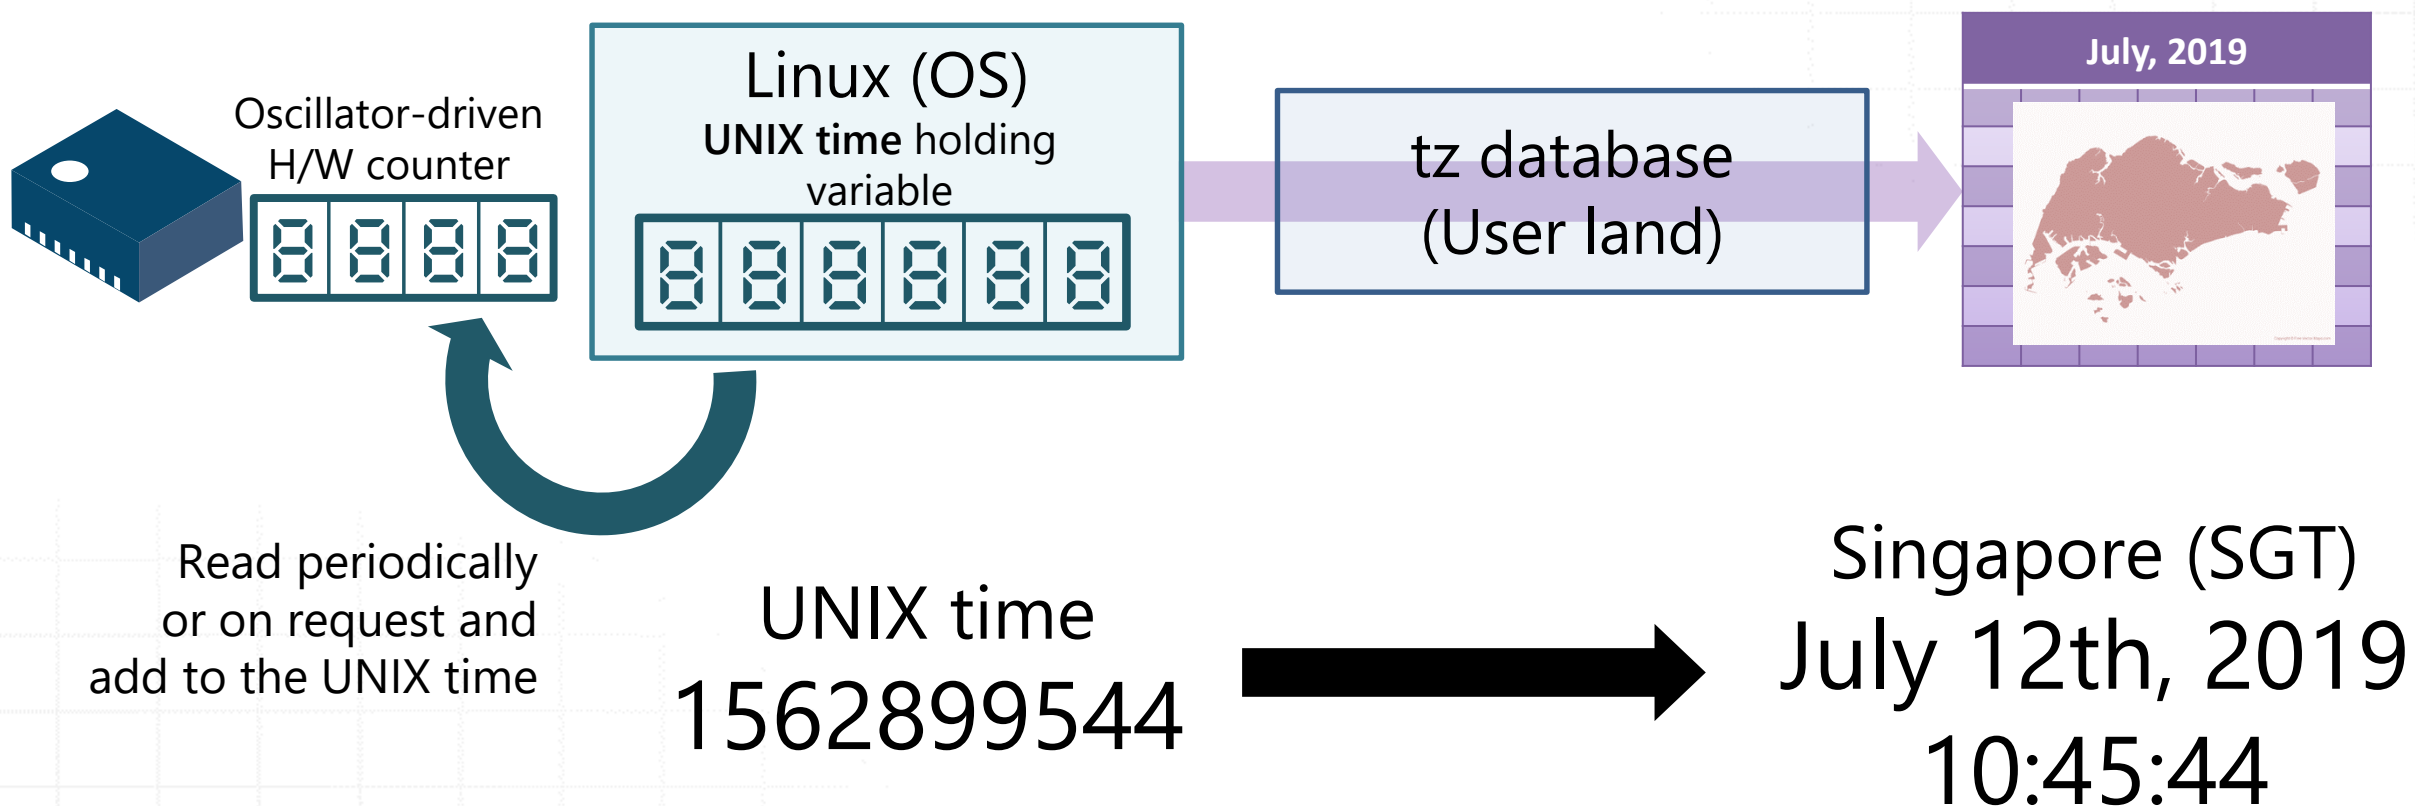 July, 2019
Oscillator-driven
H/W counter
Linux (OS)
UNIX time holding
variable
tz database
(User land)
Read periodically
or on request and
add to the UNIX time
UNIX time
1562899544
Singapore (SGT)
July 12th, 2019
10:45:44